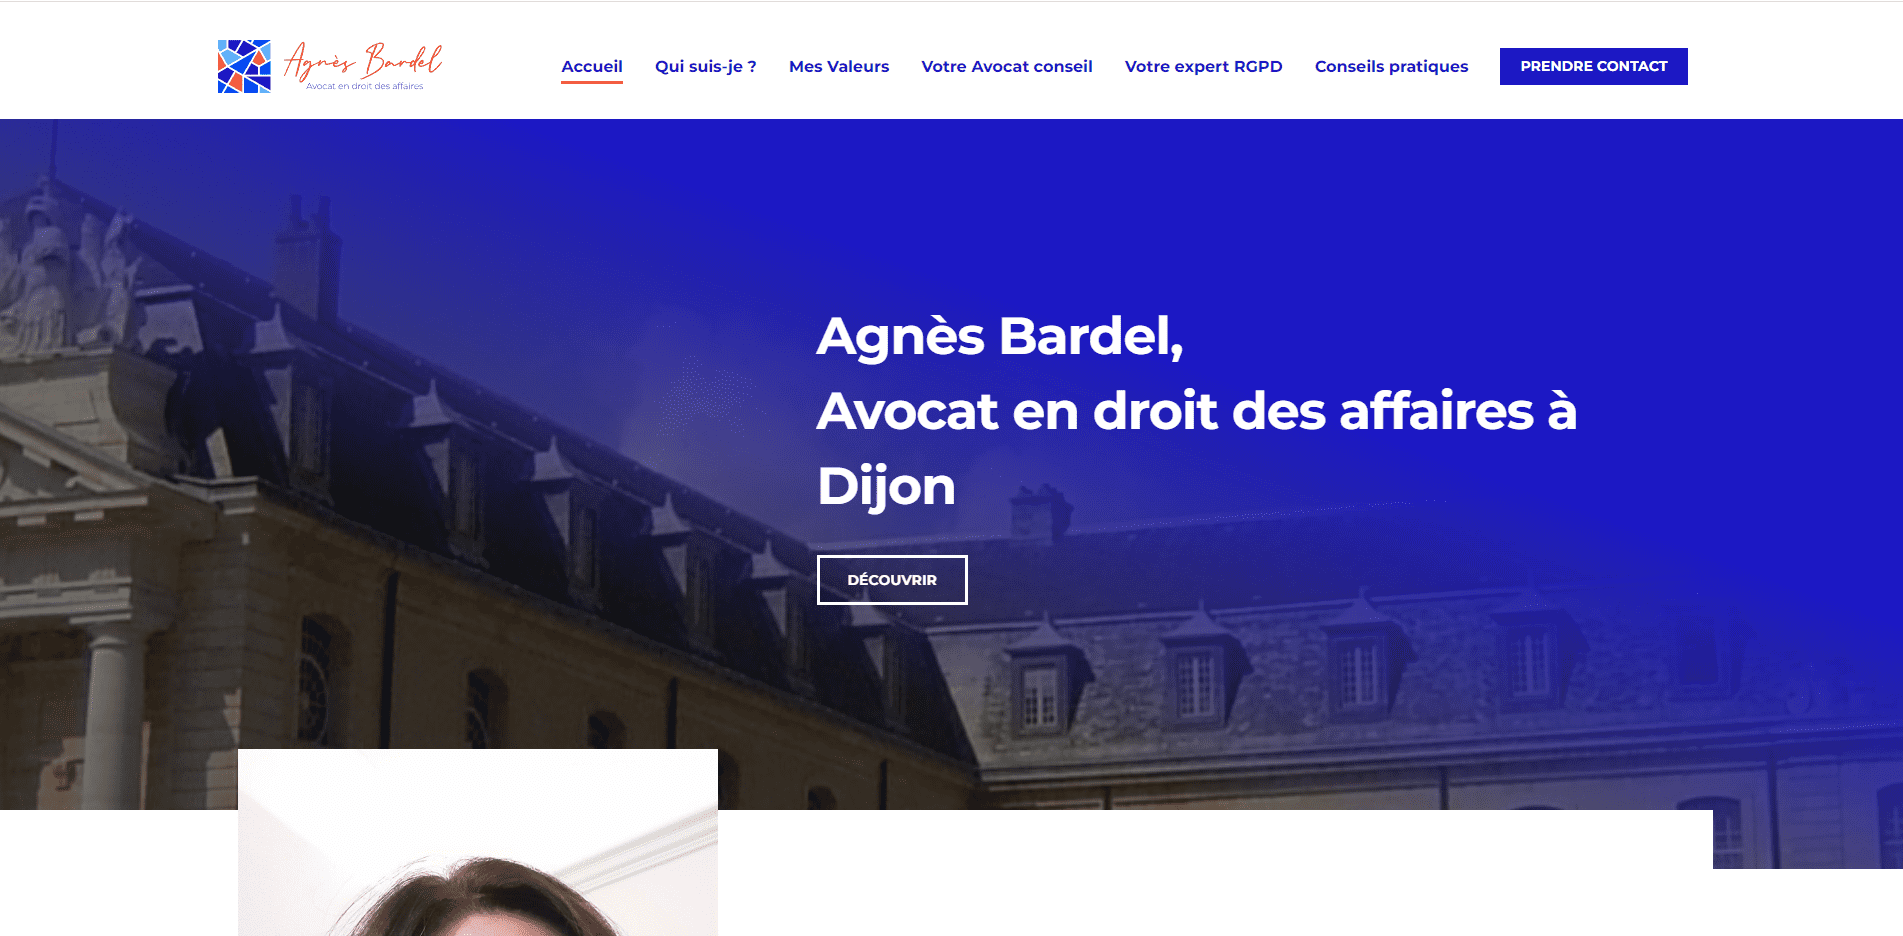 Agnès Bardel
Avocat en droit des affaires
Accueil
Qui suis-je ?
Mes Valeurs
Votre Avocat conseil
Votre expert RGPD
Conseils pratiques
PRENDRE CONTACT
Agnès Bardel,
Avocat en droit des affaires à
Dijon
DÉCOUVRIR